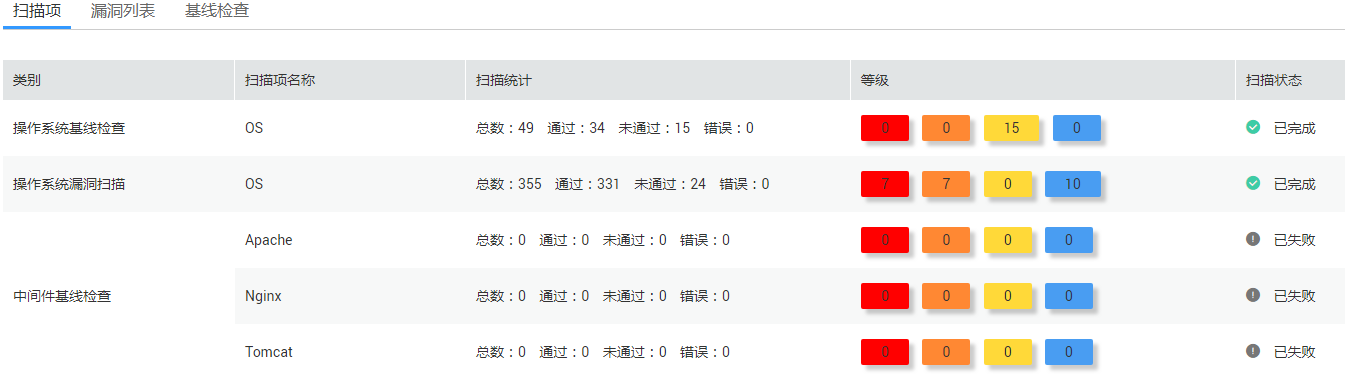 扫描项 漏洞列表 基线检查
类别 扫描项名称 扫描统计 等级 扫描状态
操作系统基线检查 OS 总数：49 通过：34 未通过：15 错误：0 0 0 15 0 已完成
操作系统漏洞扫描 OS 总数：355 通过：331 未通过：24 错误：0 7 7 0 10 已完成
Apache 总数：0 通过：0 未通过：0 错误：0 0 0 0 0 已失败
中间件基线检查 Nginx 总数：0 通过：0 未通过：0 错误：0 0 0 0 0 已失败
Tomcat 总数：0 通过：0 未通过：0 错误：0 0 0 0 0 已失败